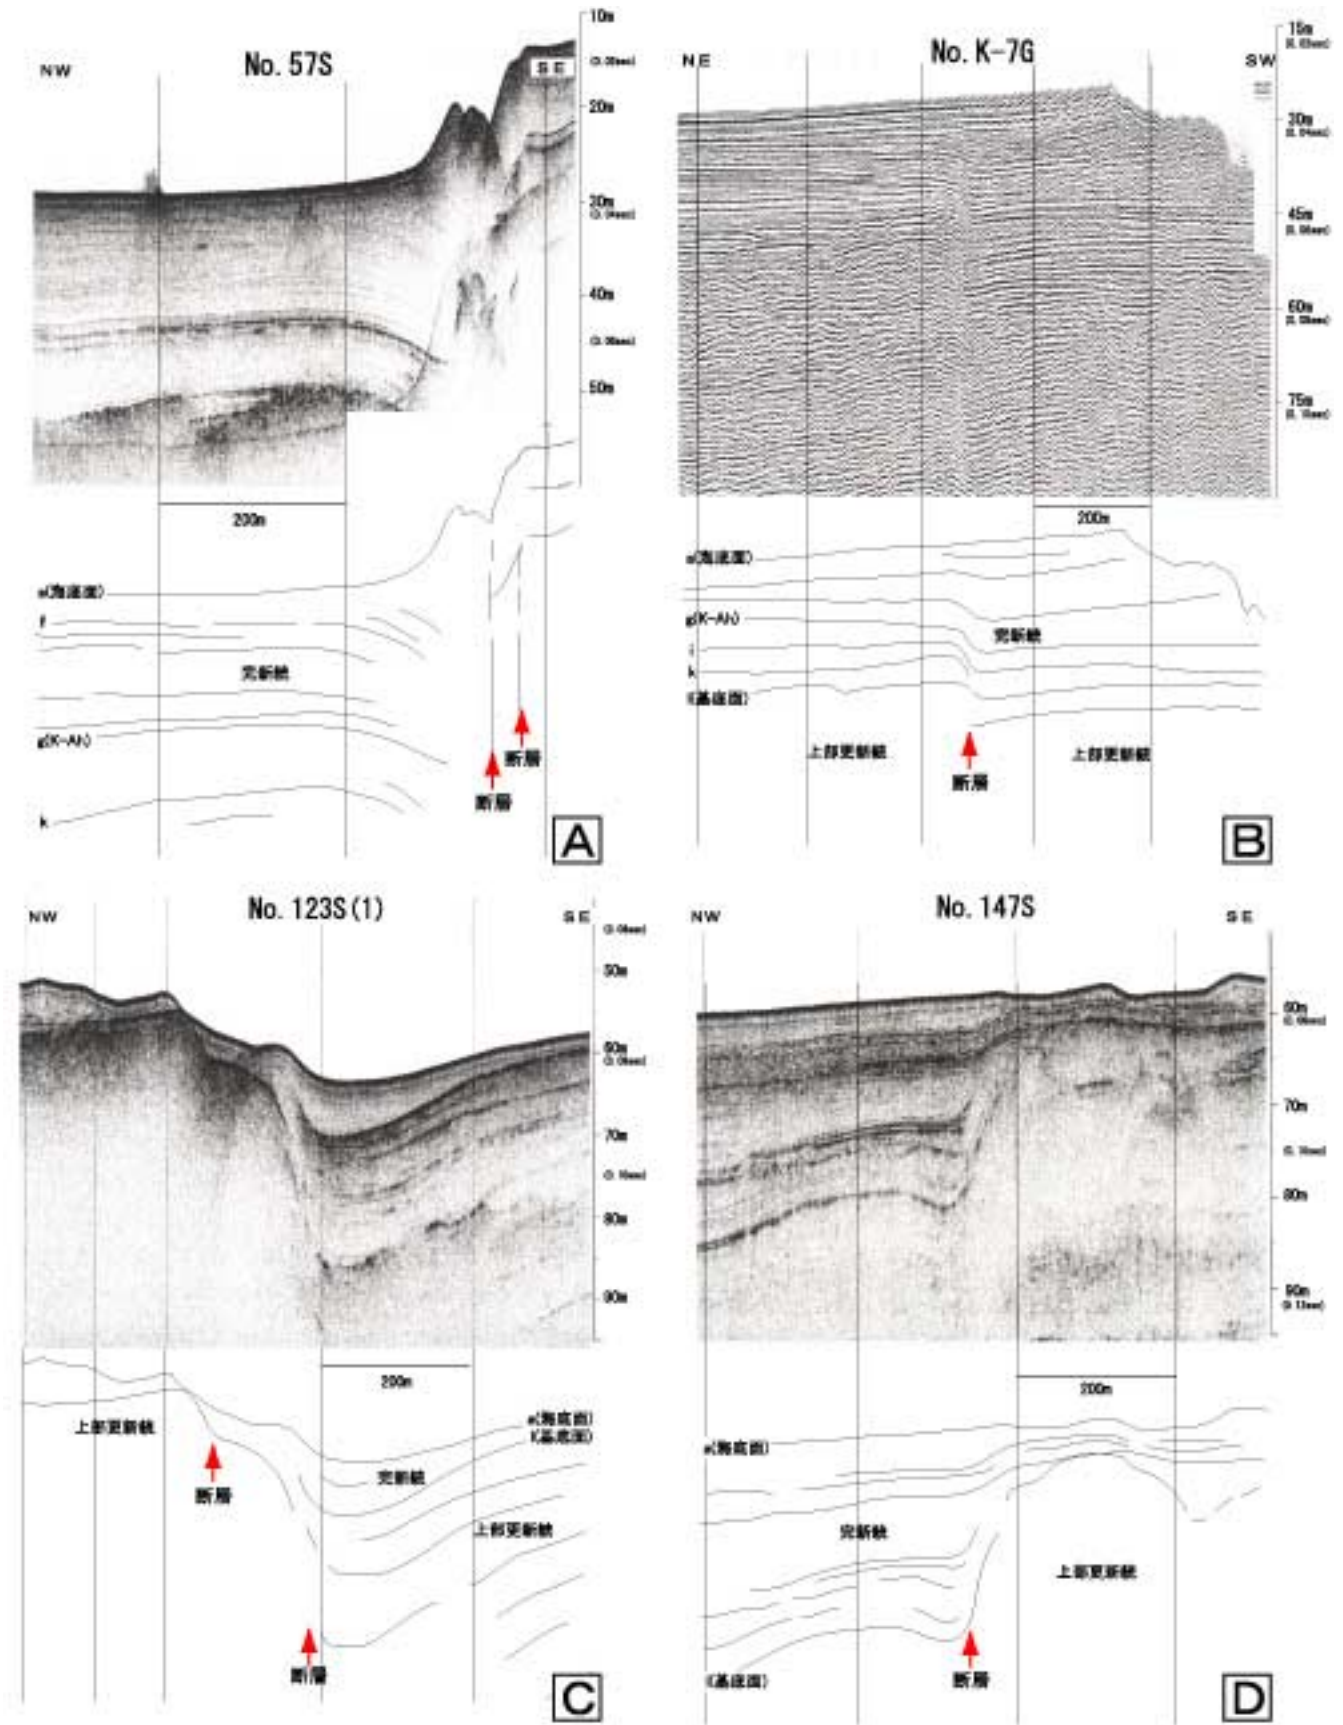 No. 57S
NW
SE
10m
20m
30m
40m
50m
200m
a(海底面)
f
完新統
g(K-Ah)
k
断層
断層
A
No. K-7G
NE
SW
15m
30m
45m
60m
75m
200m
a(海底面)
g(K-Ah)
i
k
l(基底面)
完新統
上部更新統
上部更新統
断層
B
No. 123S(1)
NW
SE
50m
60m
70m
80m
90m
200m
上部更新統
a(海底面)
l(基底面)
完新統
断層
上部更新統
断層
C
No. 147S
NW
SE
60m
70m
80m
90m
200m
a(海底面)
完新統
上部更新統
l(基底面)
断層
D